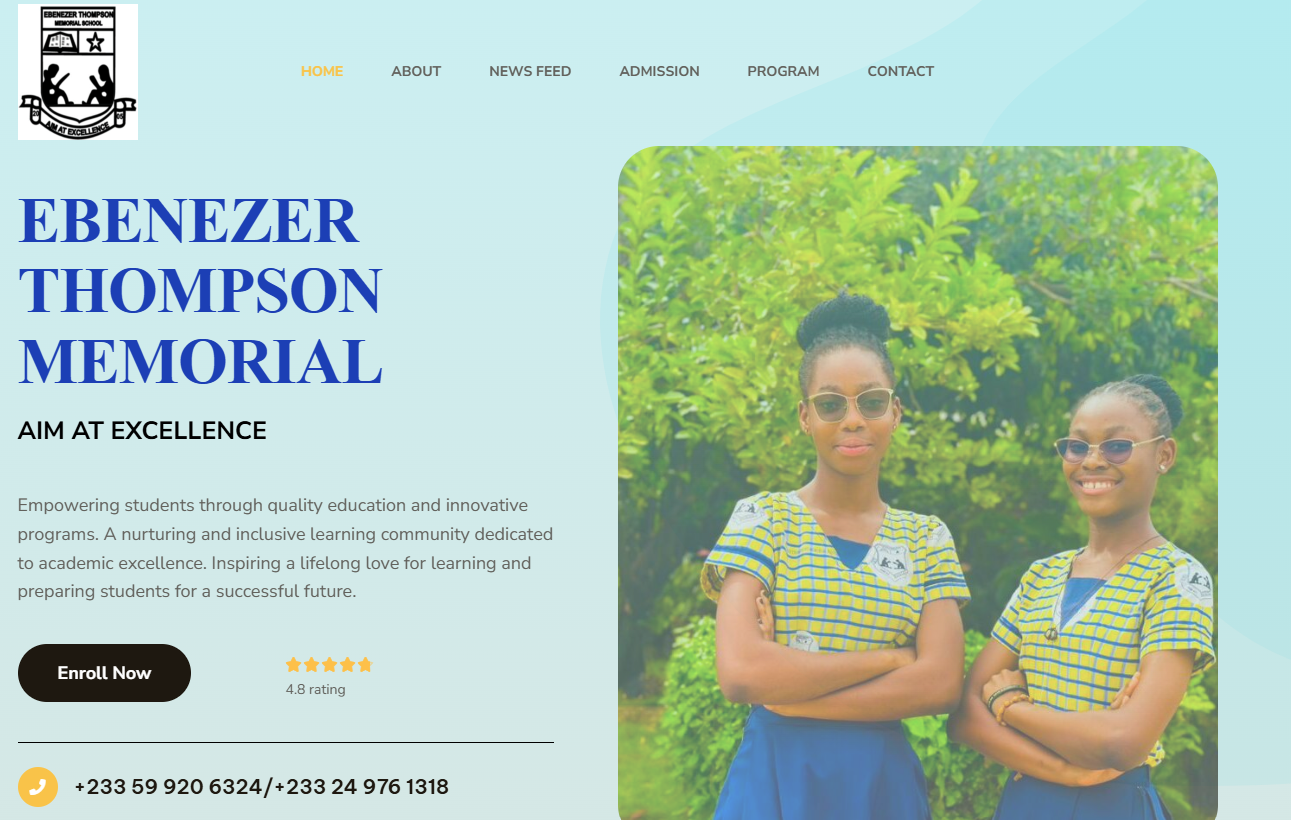 EBENEZER THOMPSON
MEMORIAL SCHOOL
20 05
AIM AT EXCELLENCE
HOME ABOUT NEWS FEED ADMISSION PROGRAM CONTACT
EBENEZER
THOMPSON
MEMORIAL
AIM AT EXCELLENCE
Empowering students through quality education and innovative
programs. A nurturing and inclusive learning community dedicated
to academic excellence. Inspiring a lifelong love for learning and
preparing students for a successful future.
Enroll Now
4.8 rating
+233 59 920 6324/+233 24 976 1318